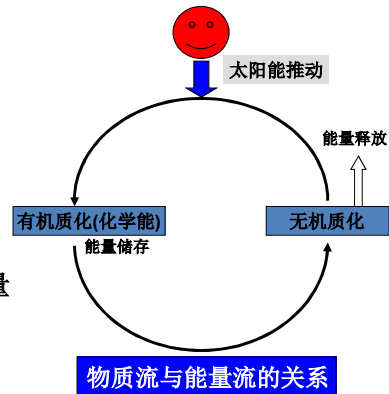 太阳能推动
能量释放
有机质化(化学能)
无机质化
能量储存
量
物质流与能量流的关系